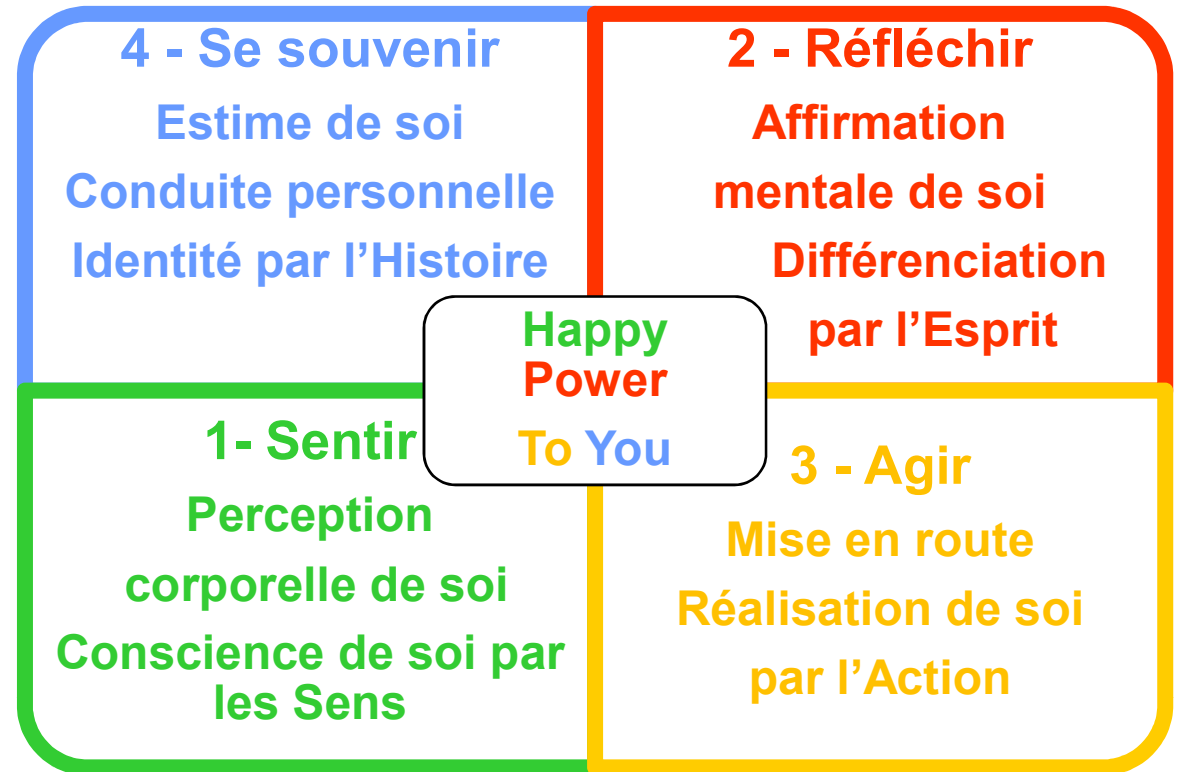 4 - Se souvenir
Estime de soi
Conduite personnelle
Identité par l’Histoire
2 - Réfléchir
Affirmation
mentale de soi
Différenciation
par l’Esprit
Happy
Power
To You
1- Sentir
Perception
corporelle de soi
Conscience de soi par
les Sens
3 - Agir
Mise en route
Réalisation de soi
par l’Action